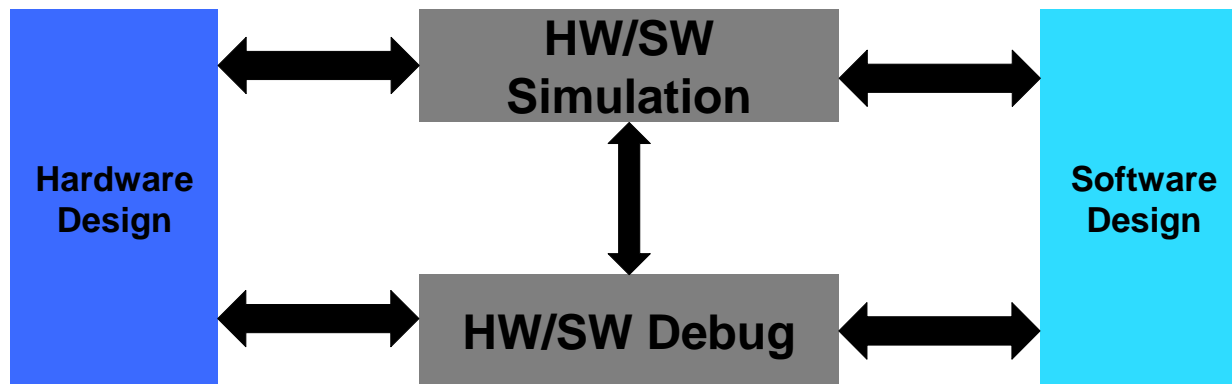 HW/SW
Simulation
Hardware
Design
Software
Design
HW/SW Debug